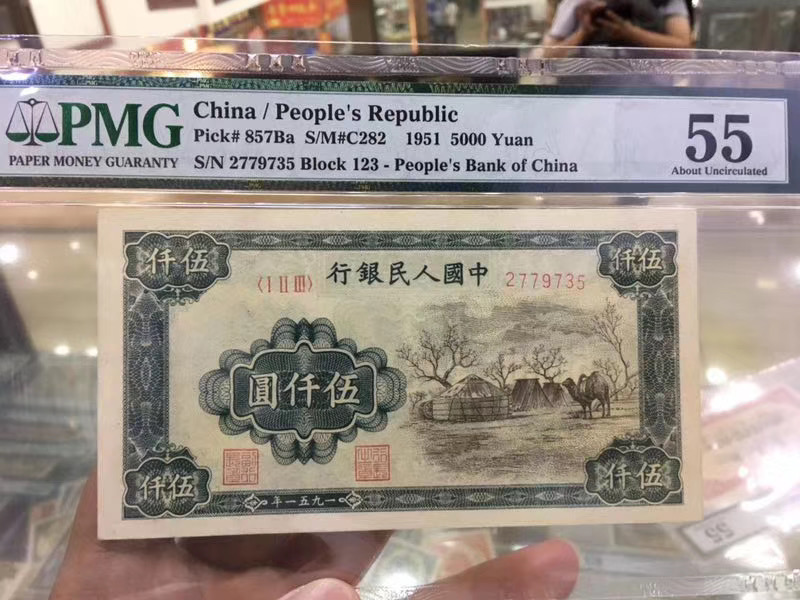 PMG
PAPER MONEY GUARANTY
China / People's Republic
Pick# 857Ba S/M#C282 1951 5000 Yuan
S/N 2779735 Block 123 - People's Bank of China
55
About Uncirculated
仟伍
仟伍
行銀民人國中
〈I II III〉
2779735
圓仟伍
仟伍
仟伍
年一五九一
55